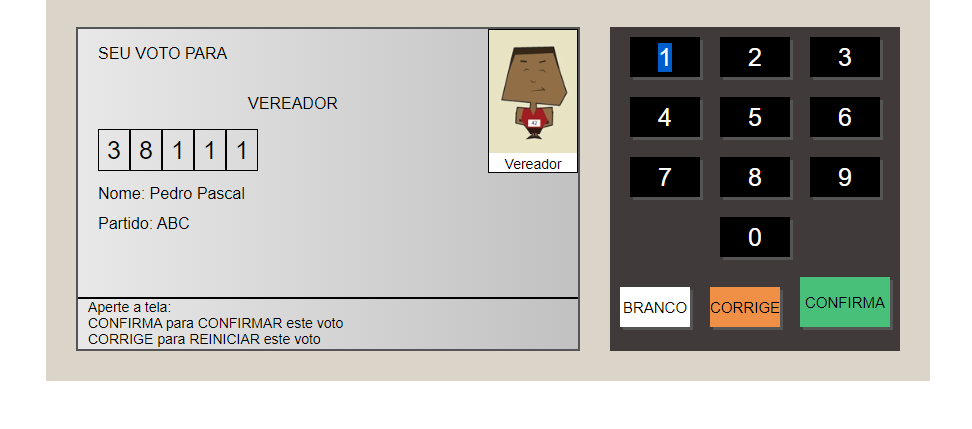 SEU VOTO PARA
VEREADOR
3 8 1 1 1
Nome: Pedro Pascal
Partido: ABC
Vereador
Aperte a tela:
CONFIRMA para CONFIRMAR este voto
CORRIGE para REINICIAR este voto
1 2 3
4 5 6
7 8 9
0
BRANCO CORRIGE CONFIRMA